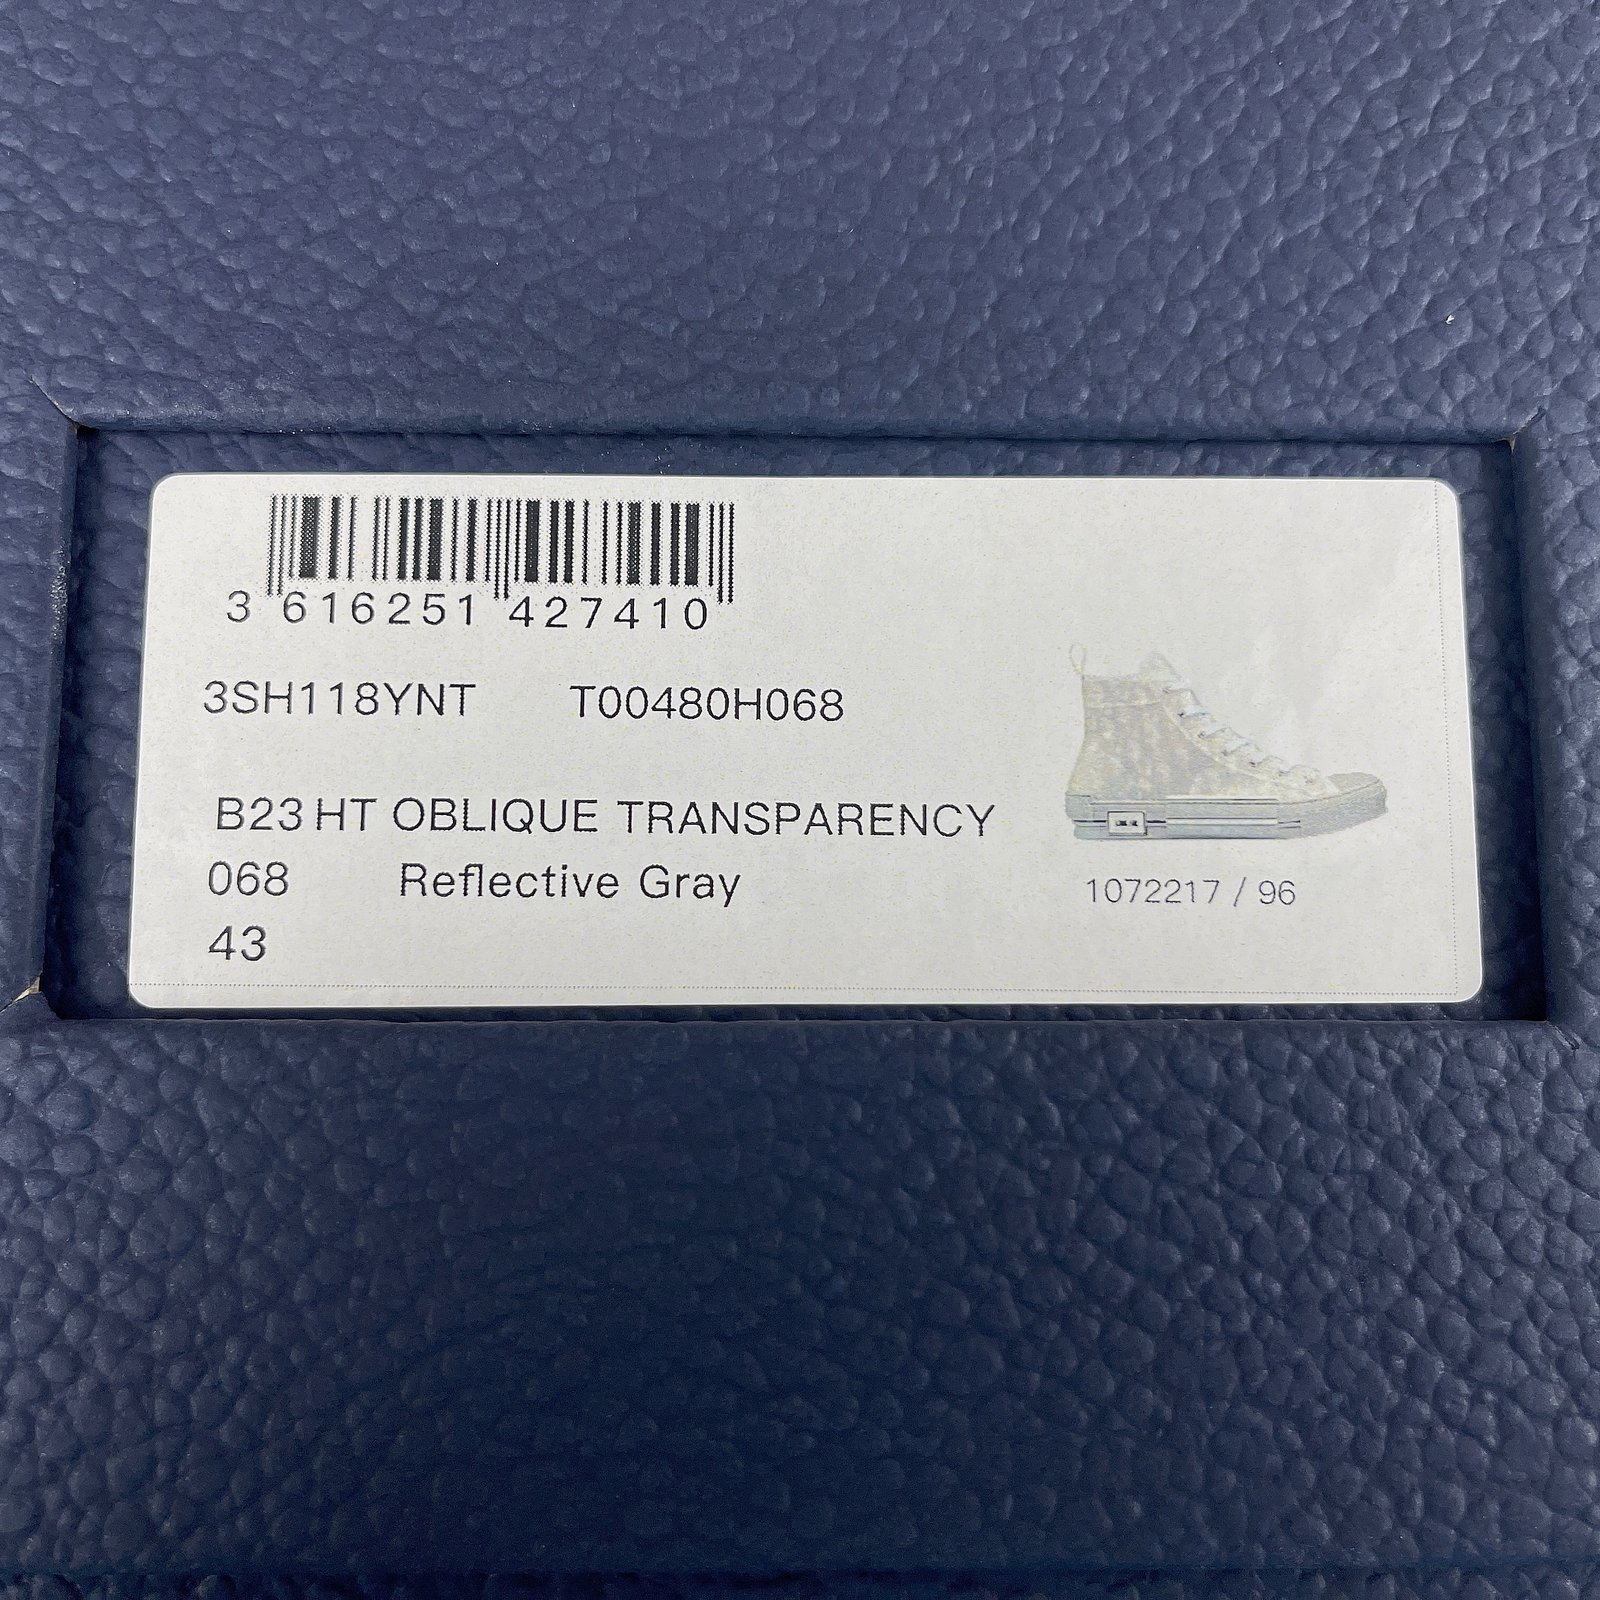 3 616251 427410
3SH118YNT T00480H068
B23 HT OBLIQUE TRANSPARENCY
068 Reflective Gray
43
1072217 / 96